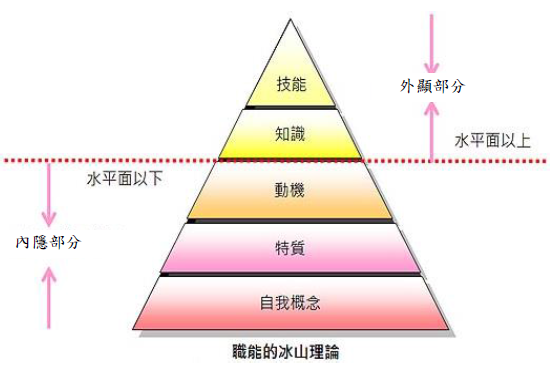 技能
外顯部分
知識
水平面以上
水平面以下
動機
內隱部分
特質
自我概念
職能的冰山理論